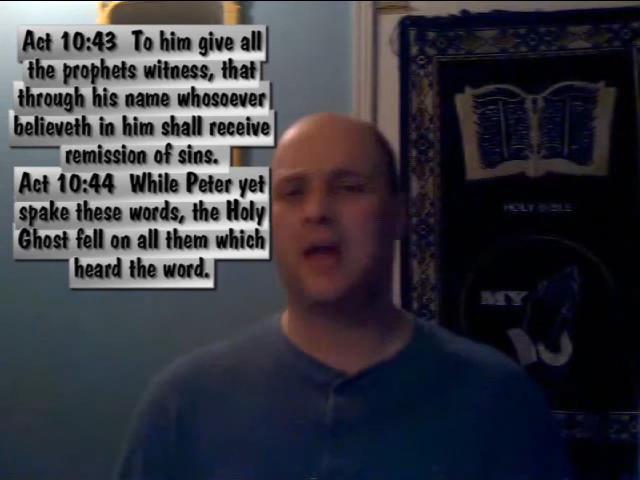 Act 10:43 To him give all
the prophets witness, that
through his name whosoever
believeth in him shall receive
remission of sins.
Act 10:44 While Peter yet
spake these words, the Holy
Ghost fell on all them which
heard the word.
HOLY BIBLE
MY